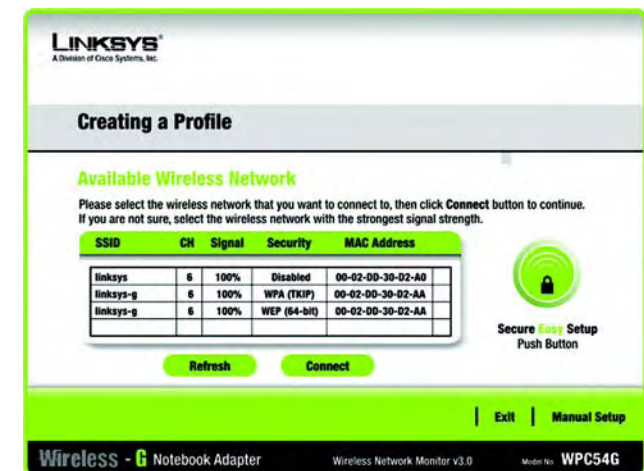 LINKSYS®
A Division of Cisco Systems, Inc.
Creating a Profile
Available Wireless Network
Please select the wireless network that you want to connect to, then click Connect button to continue.
If you are not sure, select the wireless network with the strongest signal strength.
SSID CH Signal Security MAC Address
linksys 6 100% Disabled 00-02-DD-30-D2-A0
linksys-g 6 100% WPA (TKIP) 00-02-DD-30-D2-AA
linksys-g 6 100% WEP (64-bit) 00-02-DD-30-D2-AA
Secure Easy Setup
Push Button
Refresh Connect
Exit Manual Setup
Wireless - G Notebook Adapter Wireless Network Monitor v3.0 Model No. WPC54G